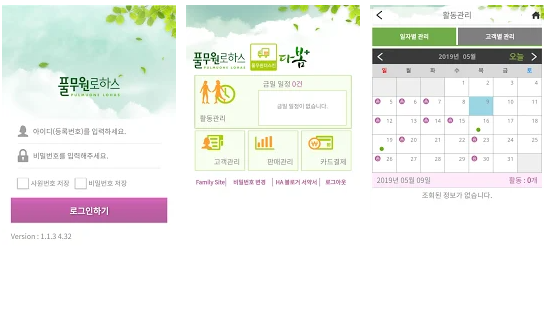 풀무원로하스
PULMUONE LOHAS
아이디(등록번호)를 입력하세요.
비밀번호를 입력해주세요.
사원번호 저장 비밀번호 저장
로그인하기
Version : 1.1.3 4.32
풀무원로하스
PULMUONE LOHAS
다봄
금일 일정 0건
금일 일정이 없습니다.
활동관리
고객관리 판매관리 카드결제
Family Site 비밀번호 변경 HA 블로거 서약서 로그아웃
활동관리
일자별 관리 고객별 관리
2019년 05월 오늘
일 월 화 수 목 금 토
1 2 3 4
5 6 7 8 9 10 11
12 13 14 15 16 17 18
19 20 21 22 23 24 25
26 27 28 29 30 31
2019년 05월 09일 활동 : 0개
조회된 정보가 없습니다.